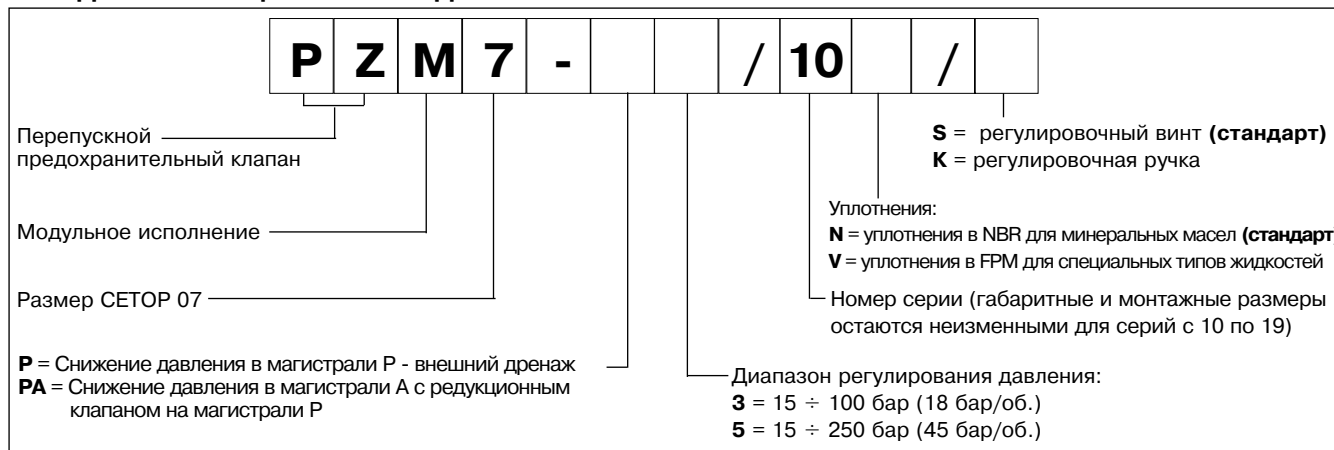 P Z M 7 - / 10 /
Перепускной
предохранительный клапан
Модульное исполнение
Размер CETOP 07
P = Снижение давления в магистрали P - внешний дренаж
PA = Снижение давления в магистрали A с редукционным
клапаном на магистрали P
S = регулировочный винт (стандарт)
K = регулировочная ручка
Уплотнения:
N = уплотнения в NBR для минеральных масел (стандарт)
V = уплотнения в FPM для специальных типов жидкостей
Номер серии (габаритные и монтажные размеры
остаются неизменными для серий с 10 по 19)
Диапазон регулирования давления:
3 = 15 ÷ 100 бар (18 бар/об.)
5 = 15 ÷ 250 бар (45 бар/об.)